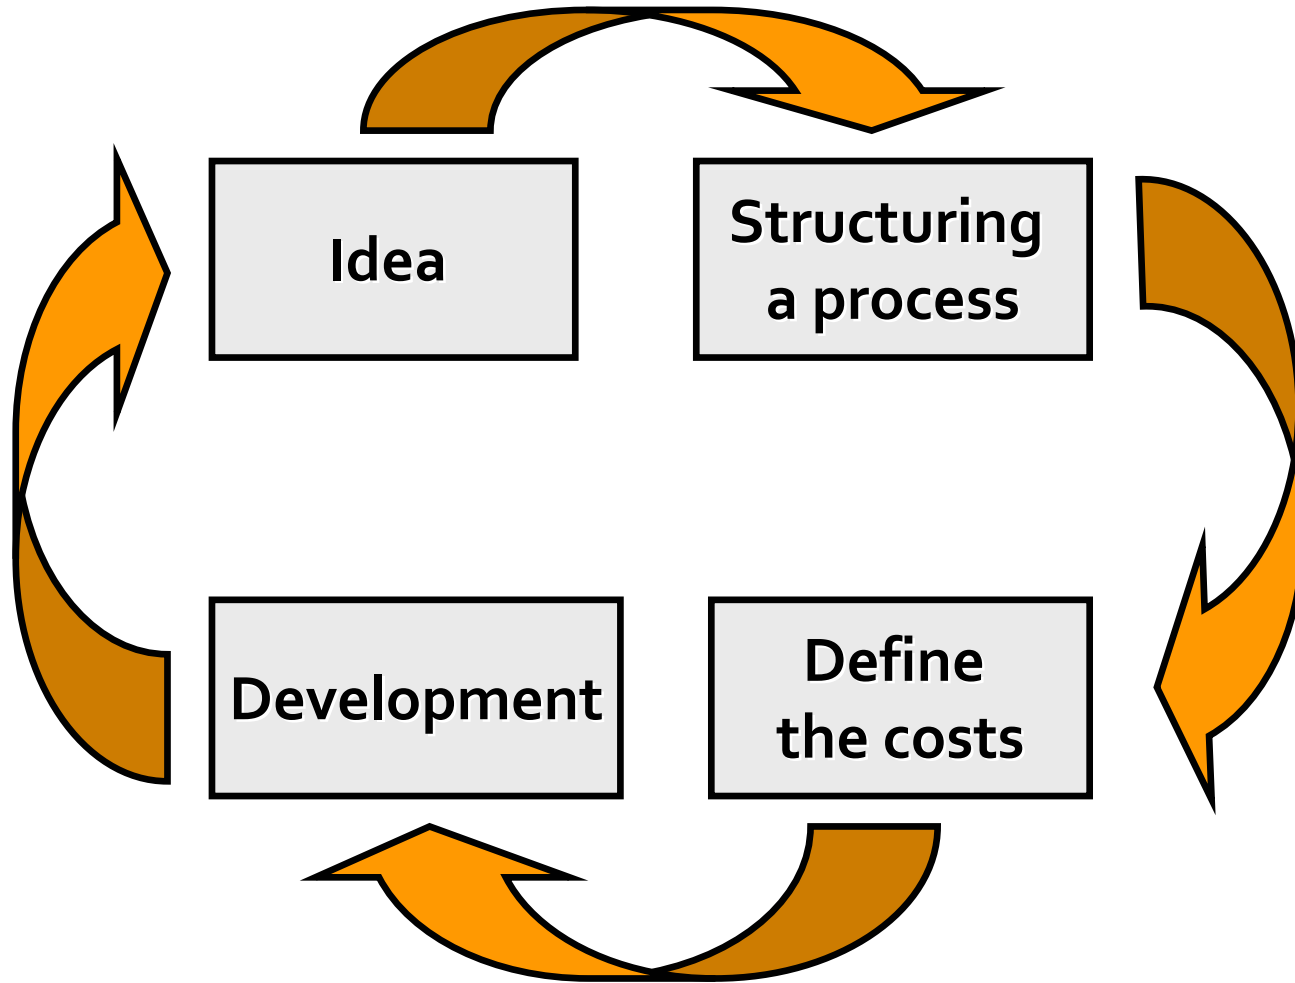 Idea
Structuring
a process
Development
Define
the costs